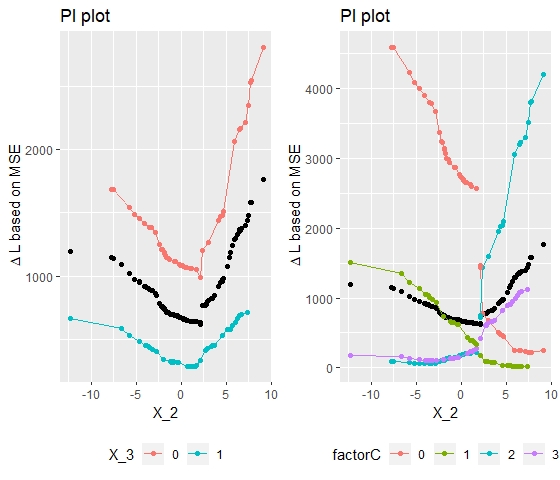 PI plot
Δ L based on MSE
2000
1000
-10
-5
0
5
10
X_2
X_3
0
1
PI plot
Δ L based on MSE
4000
3000
2000
1000
0
-10
-5
0
5
10
X_2
factorC
0
1
2
3